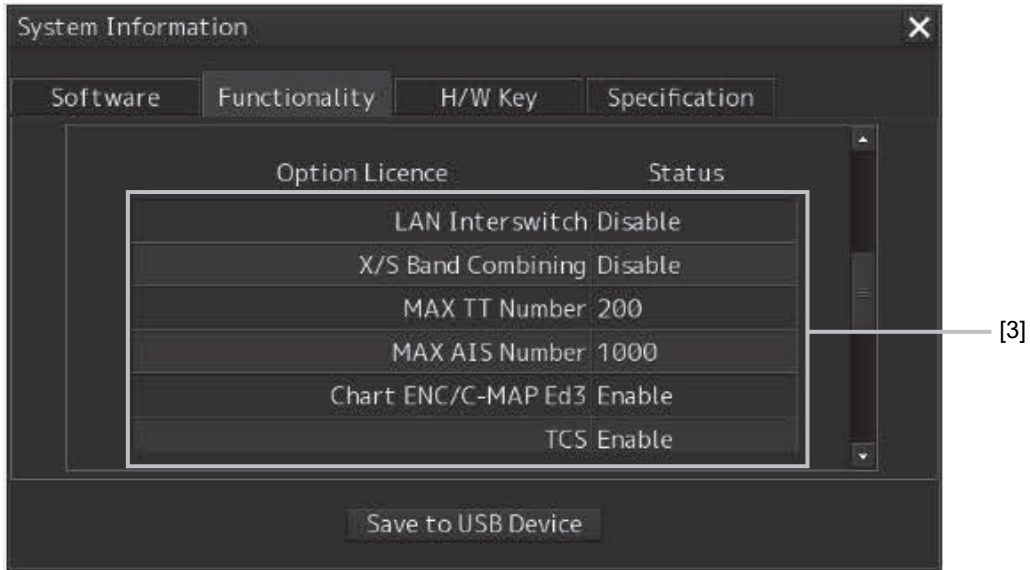 System Information
Software Functionality H/W Key Specification
Option Licence Status
LAN Interswitch Disable
X/S Band Combining Disable
MAX TT Number 200
MAX AIS Number 1000
[3]
Chart ENC/C-MAP Ed3 Enable
TCS Enable
Save to USB Device